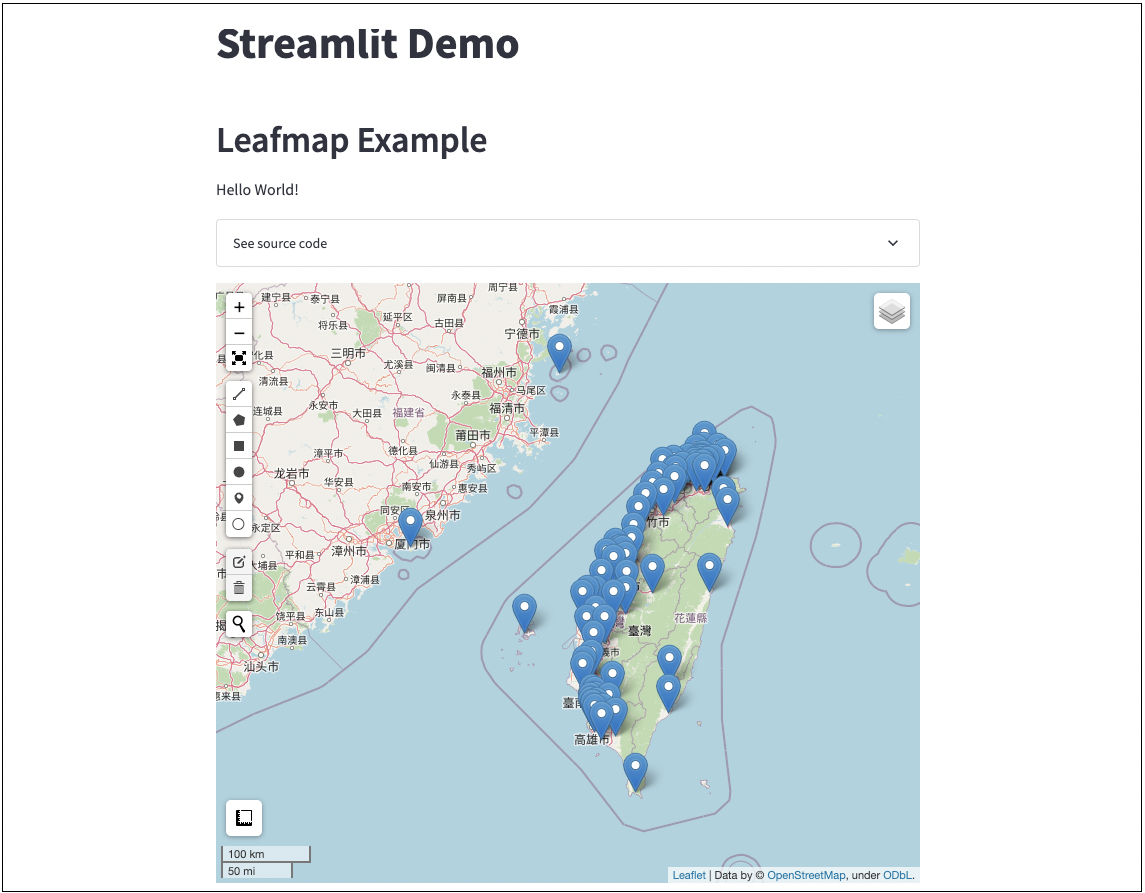 Streamlit Demo
Leafmap Example
Hello World!
See source code
周宁县
建宁县
泰宁县
屏南县
霞浦县
将乐县
延平区
古田县
宁德市
三明市
尤溪县
闽清县
福州市
清流县
马尾区
永安市
永泰县
连城县
大田县
福建省
福清市
莆田市
平潭县
漳平市
德化县
仙游县
秀屿区
龙岩市
华安县
南安市
惠安县
同安区
泉州市
永定区
厦门市
平和县
漳州市
漳浦县
云霄县
饶平县
东山县
南澳县
汕头市
惠来县
竹市
花蓮縣
臺灣
義市
臺南
高雄市
+
−
100 km
50 mi
Leaflet | Data by © OpenStreetMap, under ODbL.